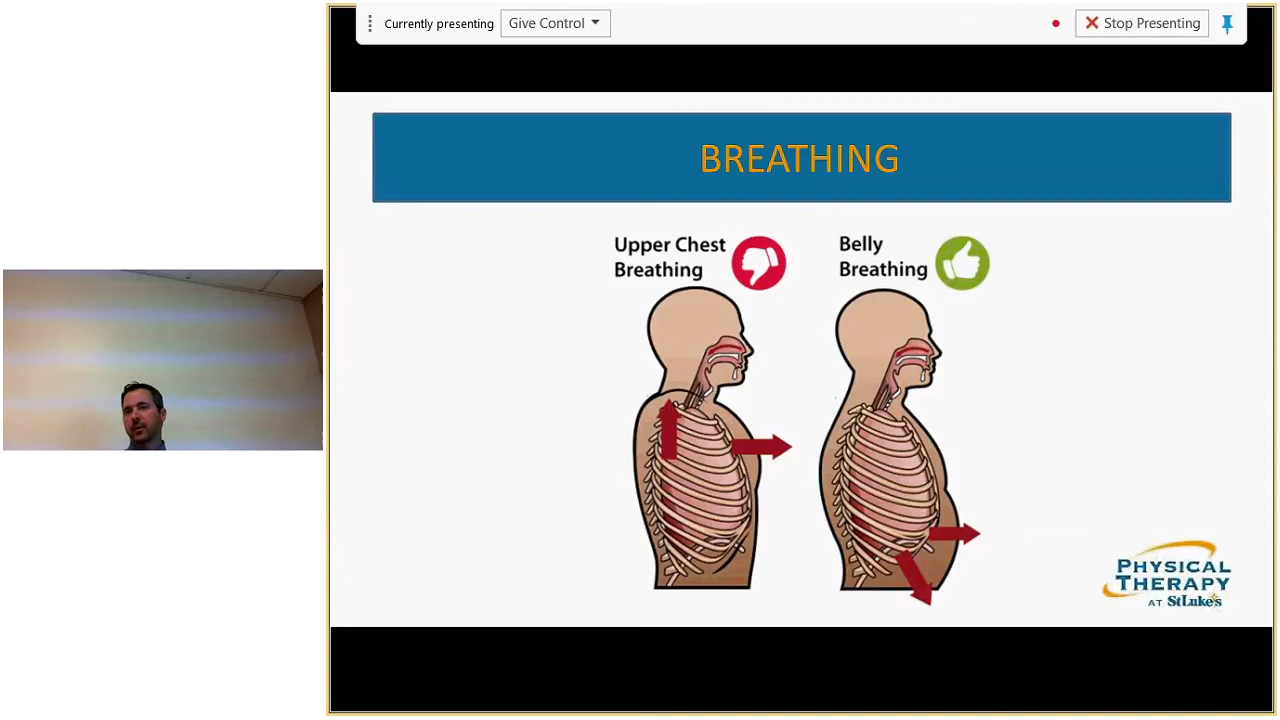 Currently presenting
Give Control
Stop Presenting
BREATHING
Upper Chest
Breathing
Belly
Breathing
PHYSICAL
THERAPY
AT StLuke's